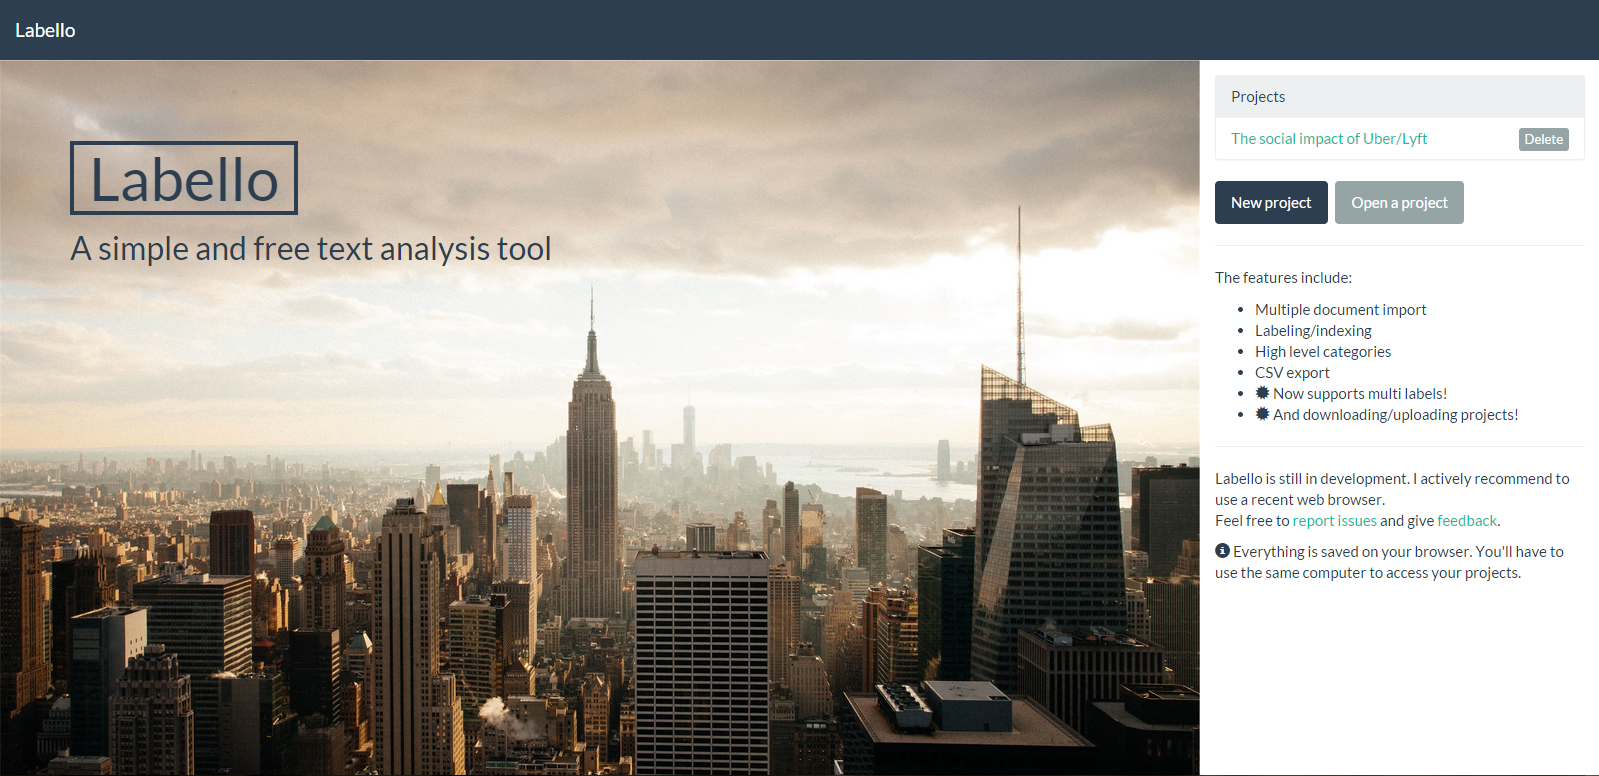 Labello
Labello
A simple and free text analysis tool
Projects
The social impact of Uber/Lyft
Delete
New project
Open a project
The features include:
Multiple document import
Labeling/indexing
High level categories
CSV export
Now supports multi labels!
And downloading/uploading projects!
Labello is still in development. I actively recommend to
use a recent web browser.
Feel free to report issues and give feedback.
Everything is saved on your browser. You'll have to
use the same computer to access your projects.